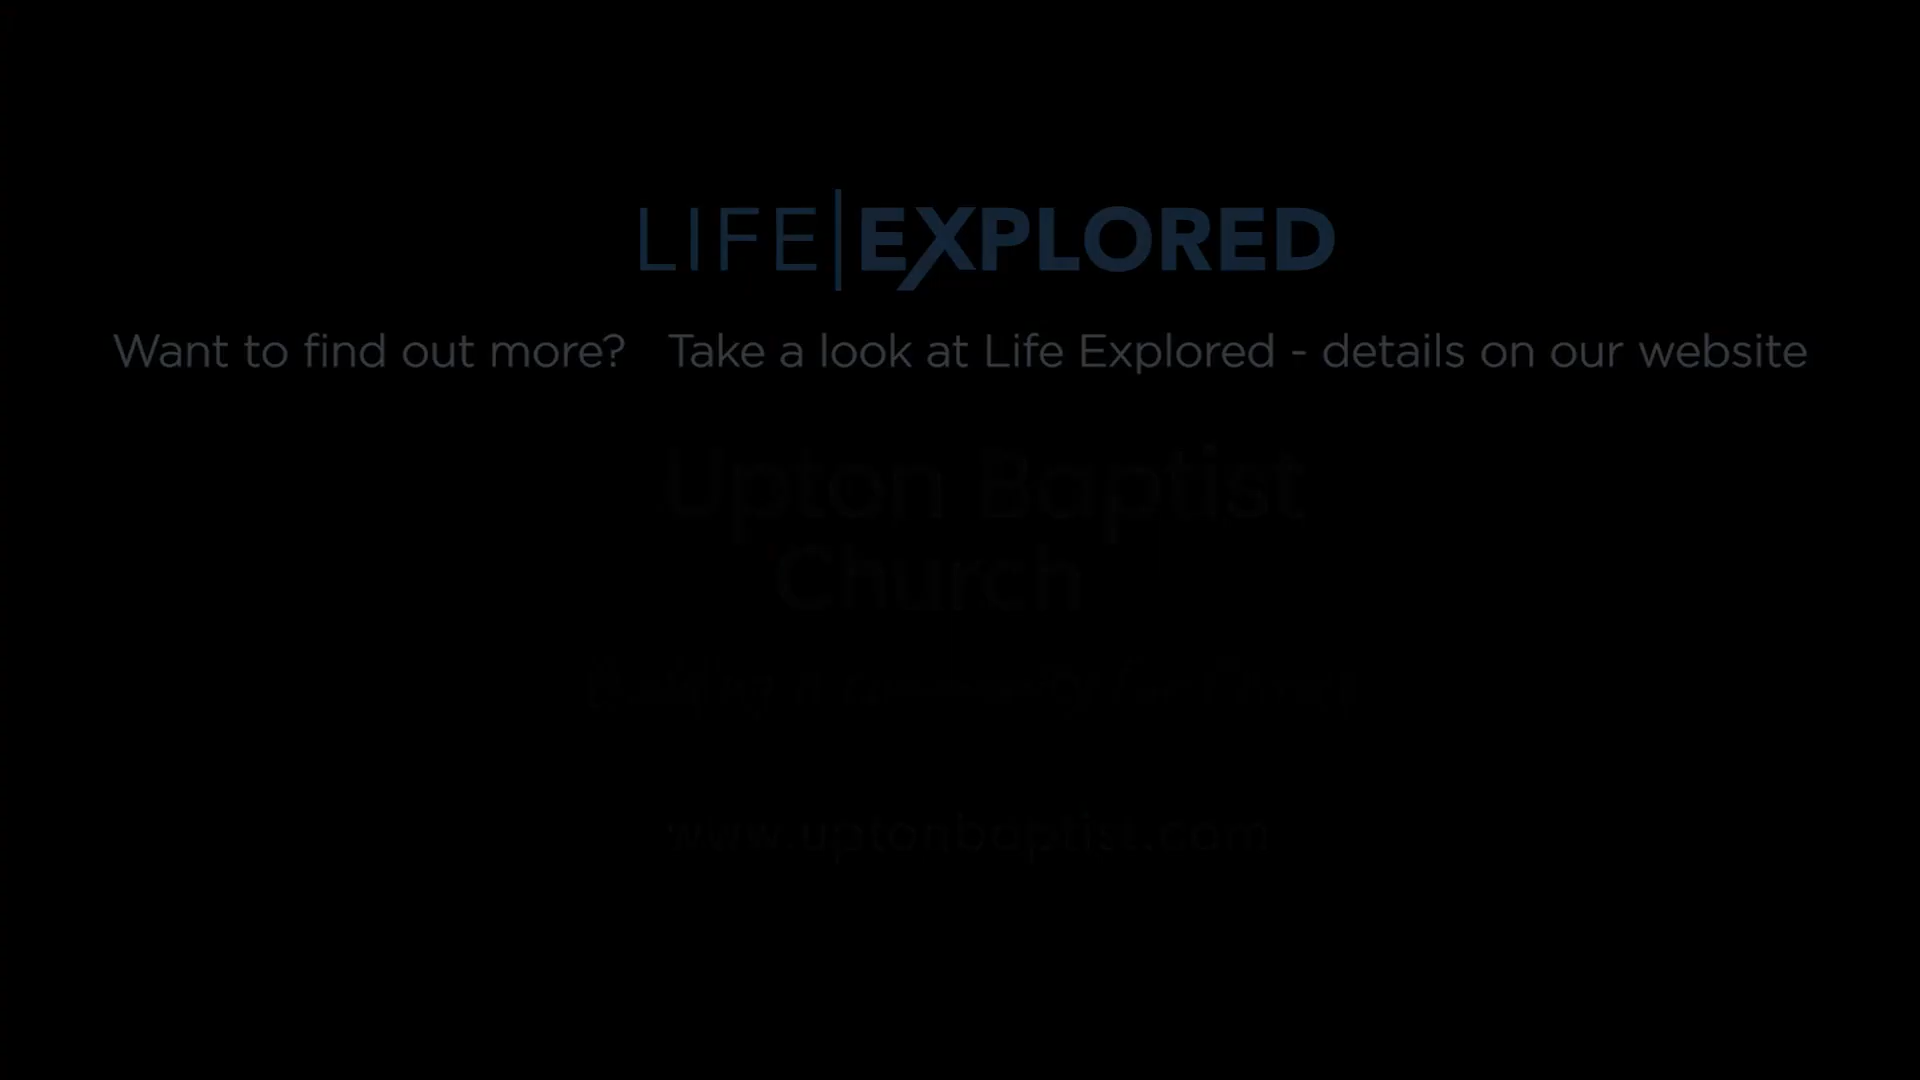 LIFE|EXPLORED
Want to find out more? Take a look at Life Explored - details on our website
Upton Baptist
Church
www.uptonbaptist.com